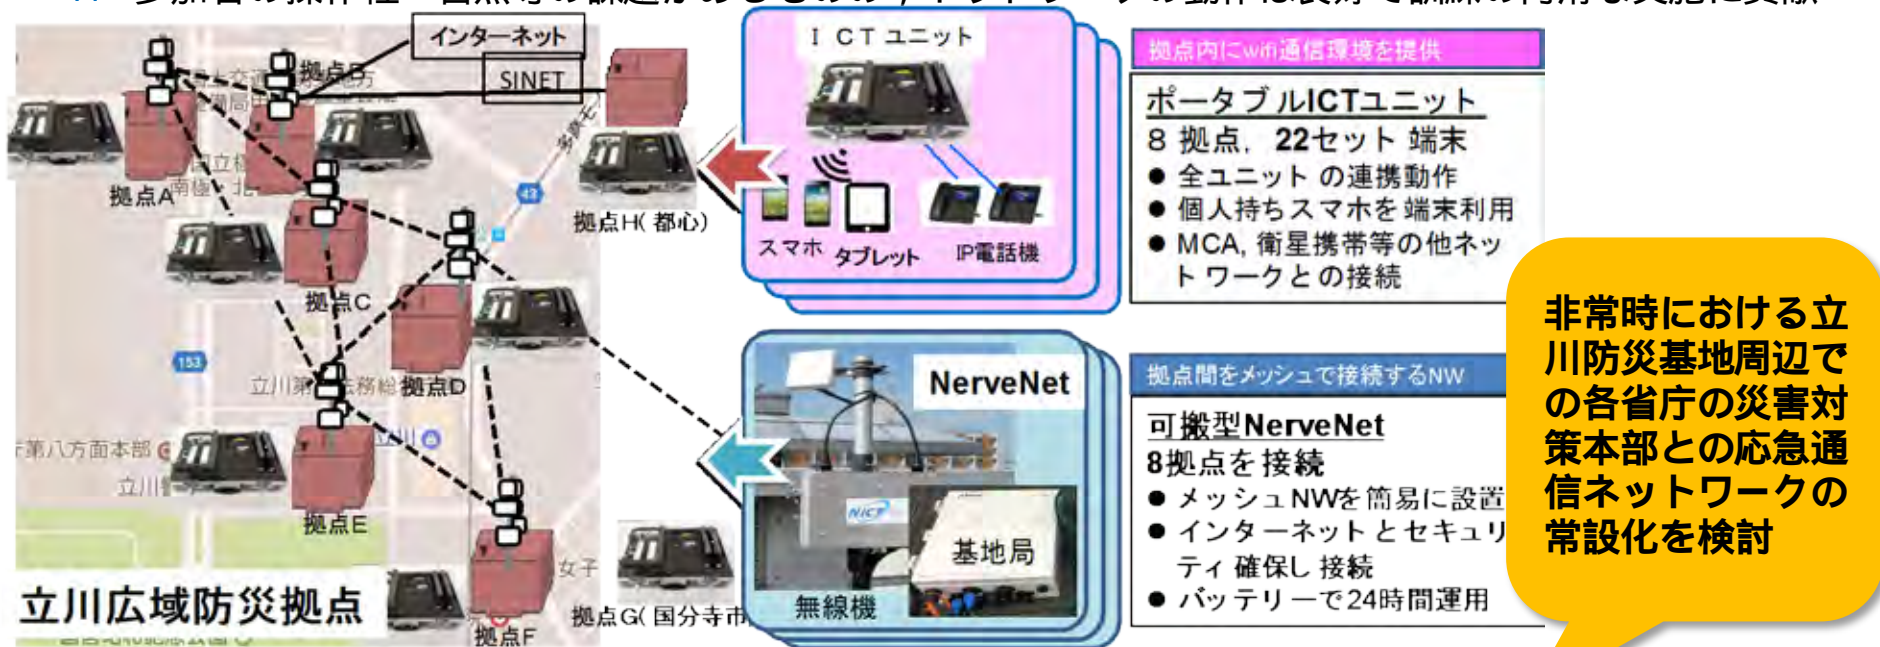 インターネット
SINET
拠点B
拠点A
拠点H(都心)
43
拠点C
153
拠点D
第八方面本部
拠点E
女子
拠点G(国分寺市
拠点F
立川広域防災拠点
ＩＣＴユニット
スマホ
タブレット
IP電話機
NerveNet
NICT
基地局
無線機
拠点内にwifi通信環境を提供
ポータブルICTユニット
8 拠点, 22セット 端末
● 全ユニットの連携動作
● 個人持ちスマホを端末利用
● MCA, 衛星携帯等の他ネッ
トワークとの接続
拠点間をメッシュで接続するNW
可搬型NerveNet
8拠点を接続
● メッシュNWを簡易に設置
● インターネットとセキュリ
ティ確保し接続
● バッテリーで24時間運用
非常時における立
川防災基地周辺で
の各省庁の災害対
策本部との応急通
信ネットワークの
常設化を検討